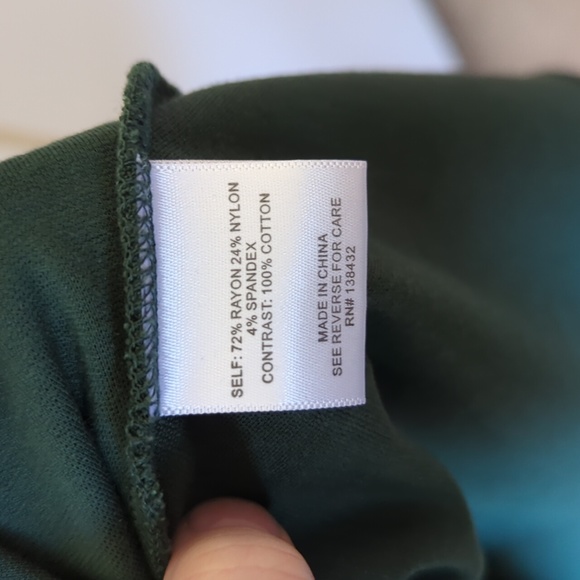 SELF: 72% RAYON 24% NYLON
4% SPANDEX
CONTRAST: 100% COTTON
MADE IN CHINA
SEE REVERSE FOR CARE
RN# 138432